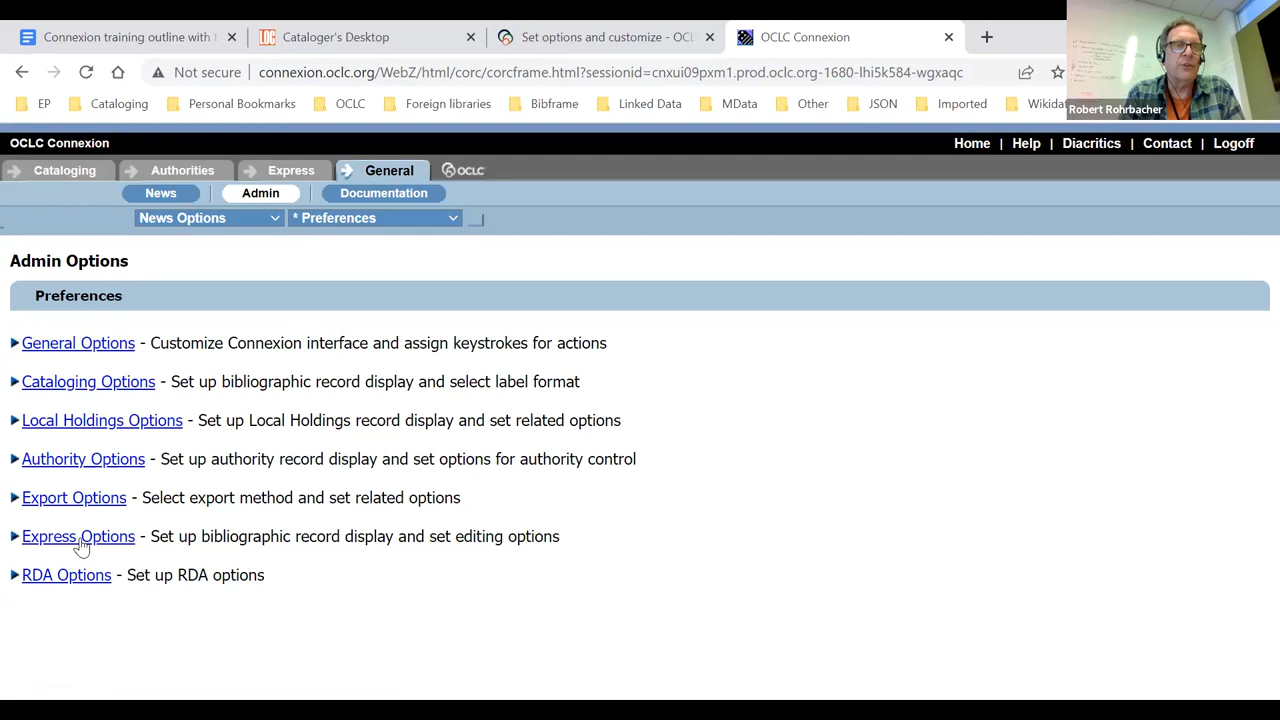 Connexion training outline with t
Cataloger's Desktop
Set options and customize - OCL
OCLC Connexion
Not secure
connexion.oclc.org/WebZ/html/corc/corcframe.html?sessionid=cnxui09pxm1.prod.oclc.org-1680-lhi5k584-wgxaqc
EP
Cataloging
Personal Bookmarks
OCLC
Foreign libraries
Bibframe
Linked Data
MData
Other
JSON
Imported
Wikida
Robert Rohrbacher
OCLC Connexion
Home | Help | Diacritics | Contact | Logoff
Cataloging
Authorities
Express
General
OCLC
News
Admin
Documentation
News Options
* Preferences
Admin Options
Preferences
General Options - Customize Connexion interface and assign keystrokes for actions
Cataloging Options - Set up bibliographic record display and select label format
Local Holdings Options - Set up Local Holdings record display and set related options
Authority Options - Set up authority record display and set options for authority control
Export Options - Select export method and set related options
Express Options - Set up bibliographic record display and set editing options
RDA Options - Set up RDA options